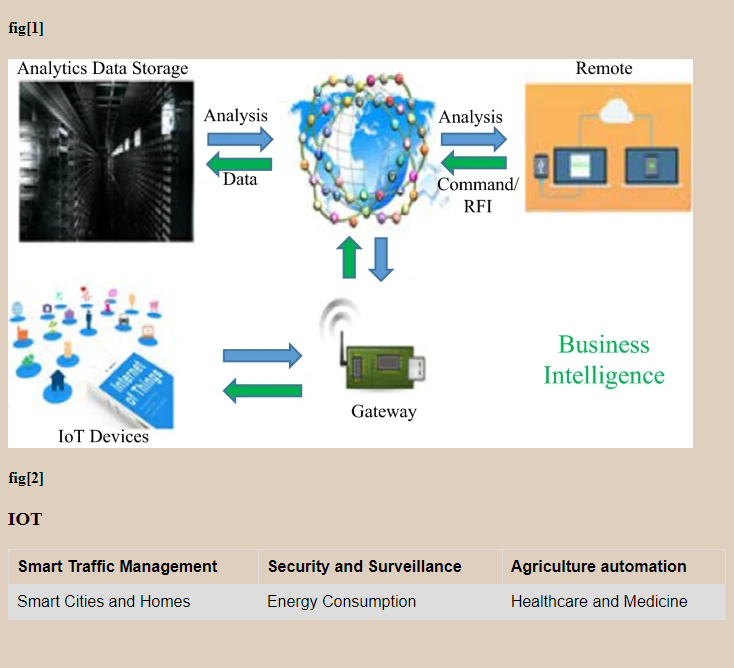 fig[1]
Analytics Data Storage
Remote
Analysis
Data
Analysis
Command/
RFI
Internet
of Things
Gateway
Business
Intelligence
IoT Devices
fig[2]
IOT
Smart Traffic Management Security and Surveillance Agriculture automation
Smart Cities and Homes Energy Consumption Healthcare and Medicine